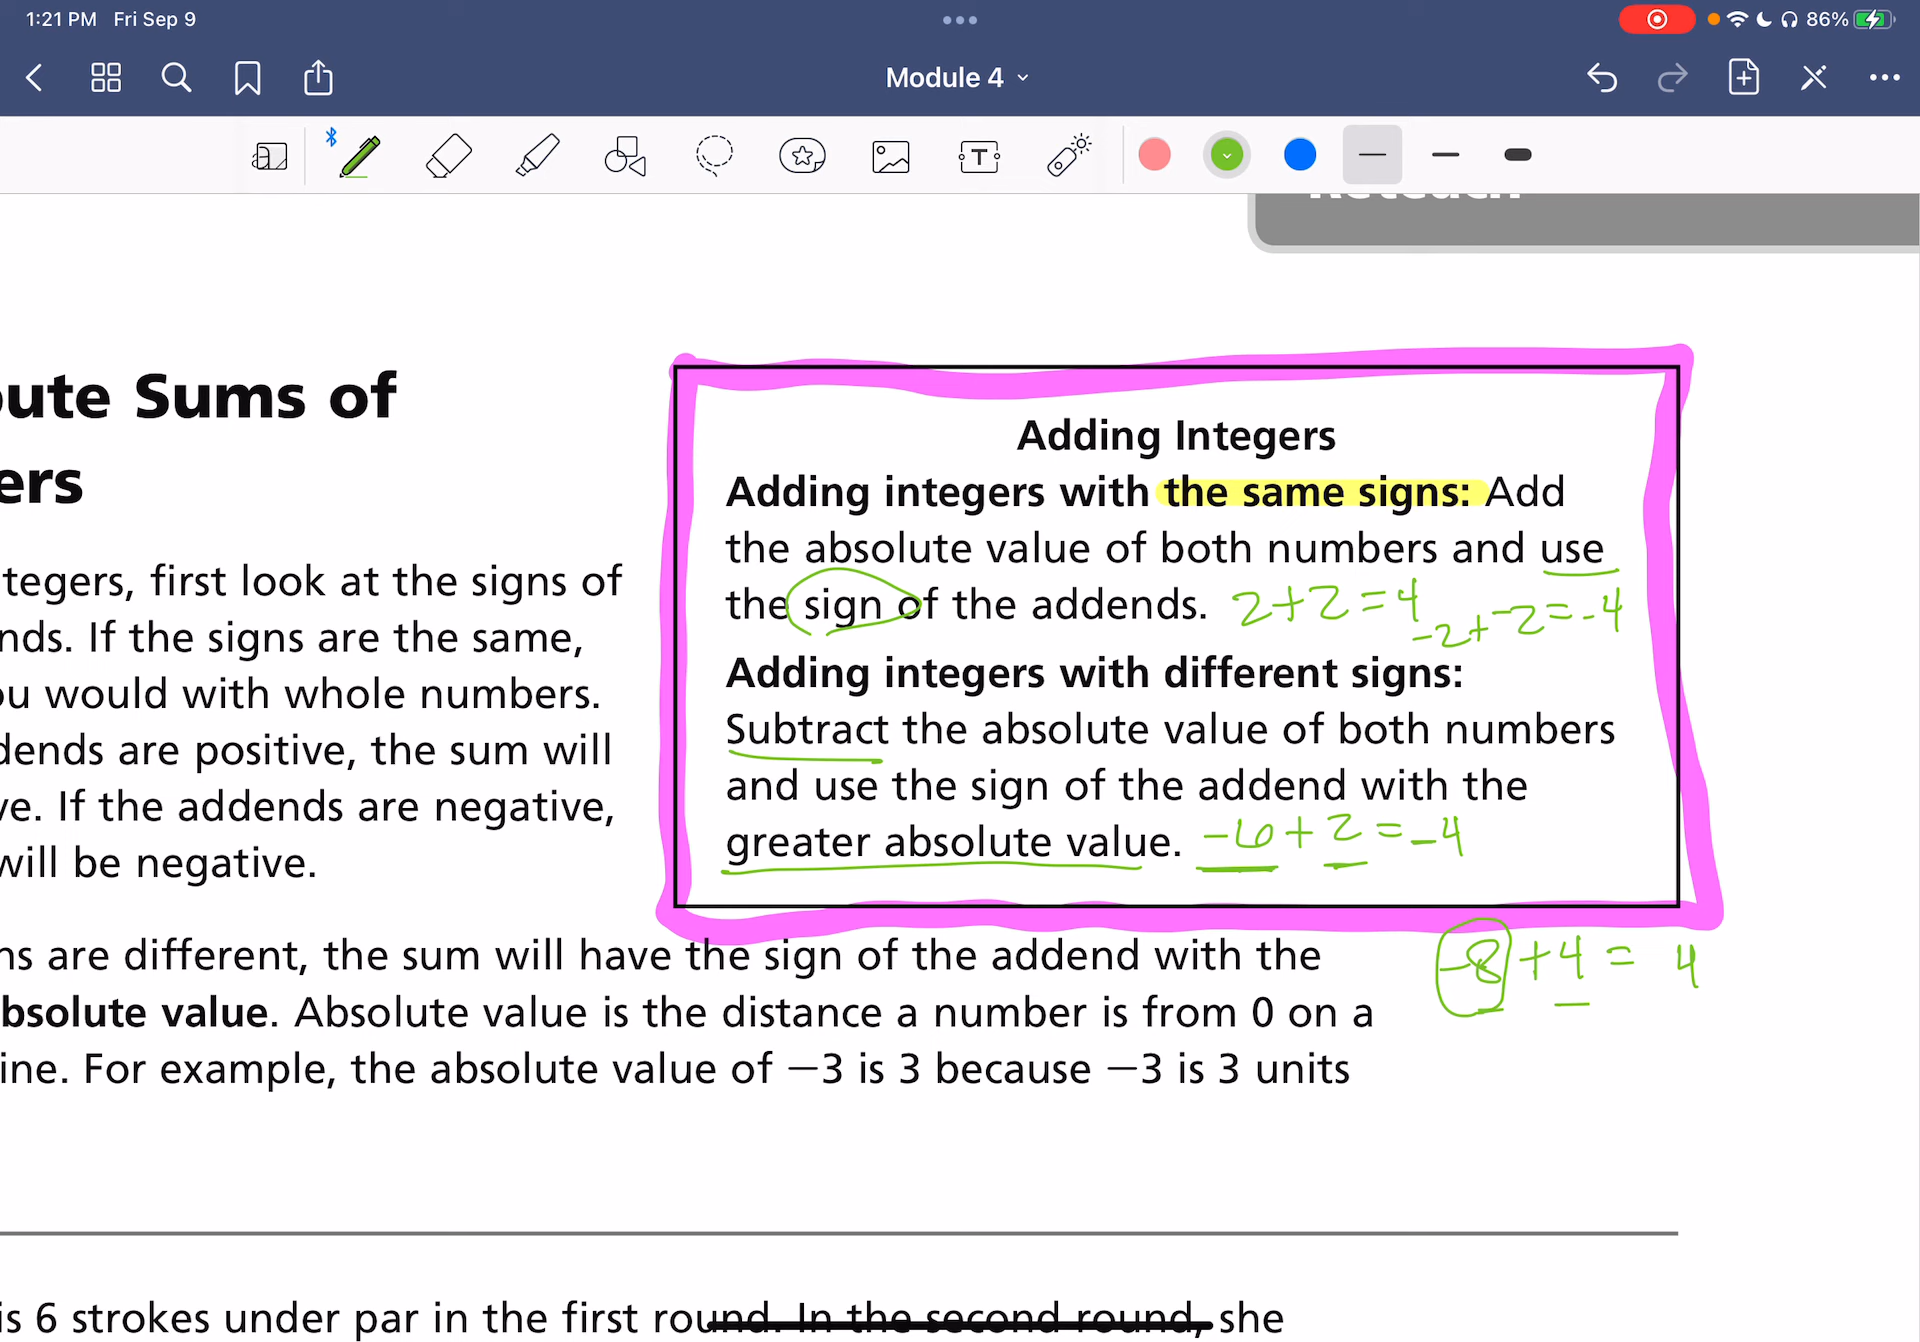 1:21 PM Fri Sep 9
86%
Module 4
Reteach
ute Sums of
ers
Adding Integers
Adding integers with the same signs: Add
the absolute value of both numbers and use
the sign of the addends. 2+2=4
-2+-2=-4
Adding integers with different signs:
Subtract the absolute value of both numbers
and use the sign of the addend with the
greater absolute value. -6+2=-4
tegers, first look at the signs of
nds. If the signs are the same,
ou would with whole numbers.
dends are positive, the sum will
ve. If the addends are negative,
will be negative.
ns are different, the sum will have the sign of the addend with the
bsolute value. Absolute value is the distance a number is from 0 on a
ine. For example, the absolute value of −3 is 3 because −3 is 3 units
-8+4= 4
is 6 strokes under par in the first round. In the second round, she